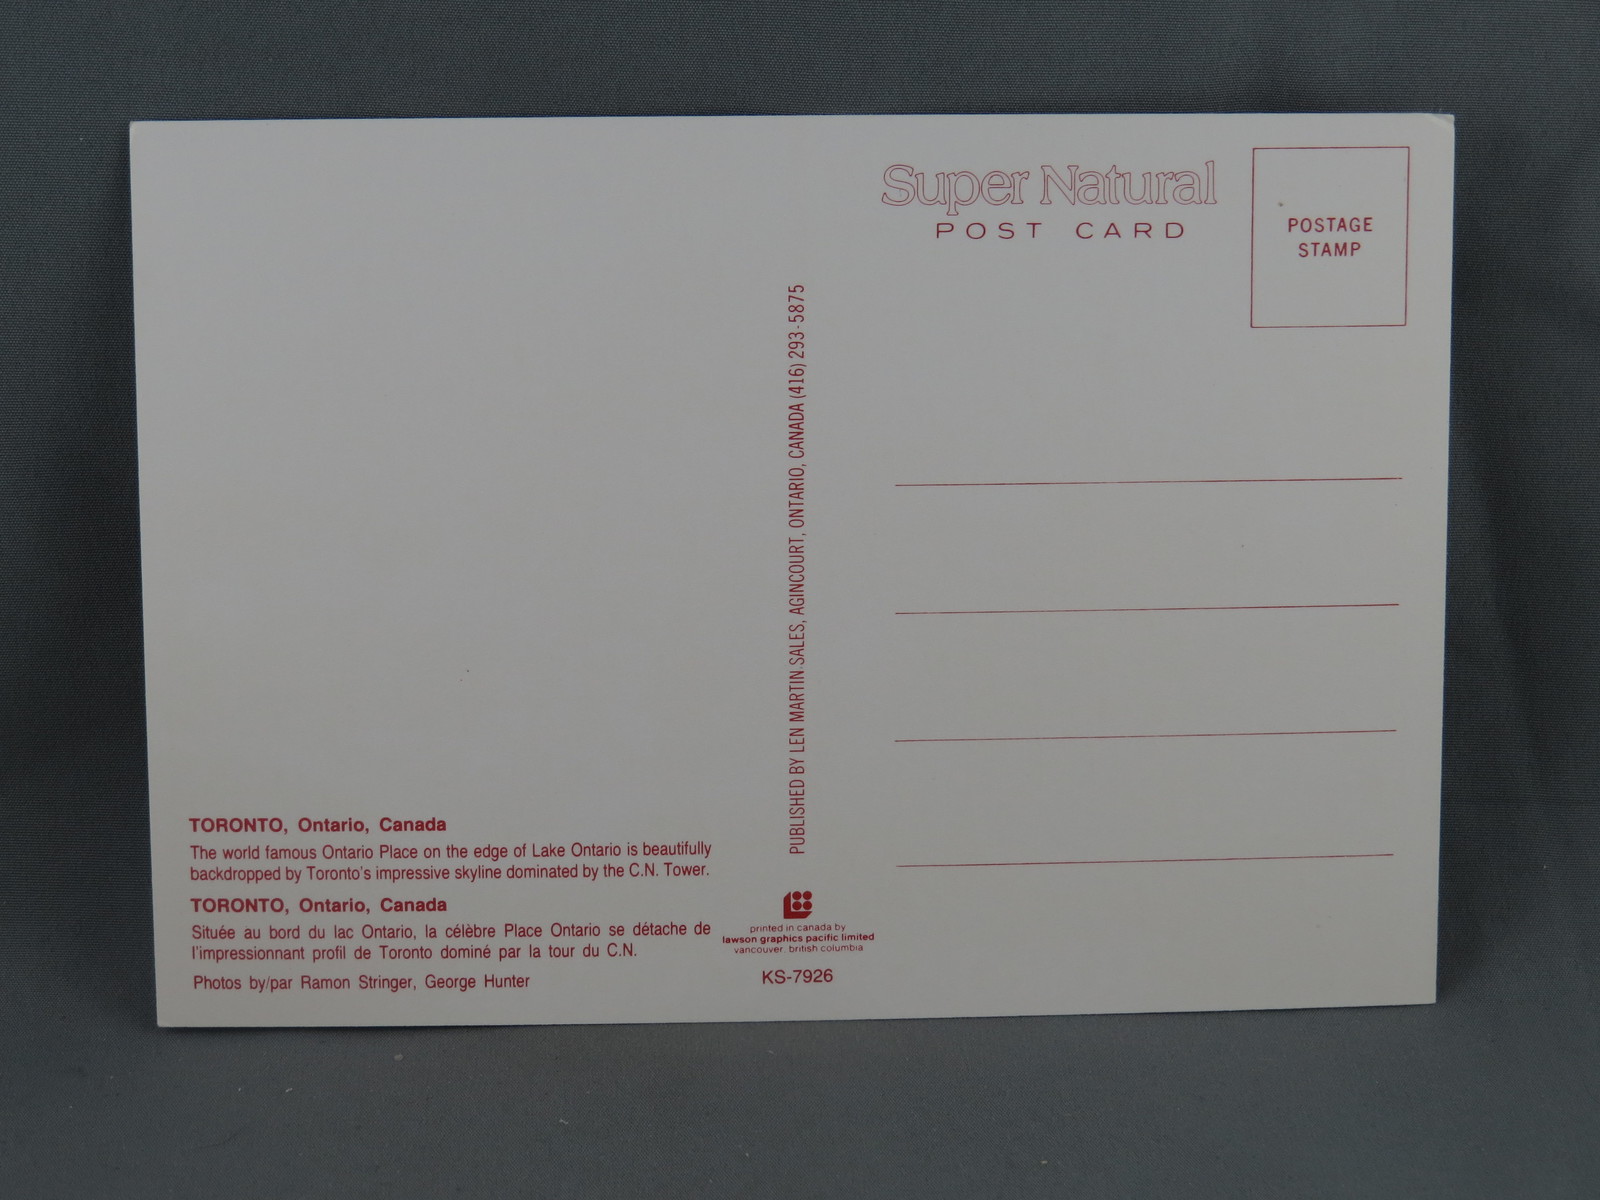 Super Natural
POST CARD
POSTAGE
STAMP
PUBLISHED BY LEN MARTIN SALES, AGINCOURT, ONTARIO, CANADA (416) 293-5875
TORONTO, Ontario, Canada
The world famous Ontario Place on the edge of Lake Ontario is beautifully
backdropped by Toronto's impressive skyline dominated by the C.N. Tower.
TORONTO, Ontario, Canada
Située au bord du lac Ontario, la célèbre Place Ontario se détache de
l'impressionnant profil de Toronto dominé par la tour du C.N.
Photos by/par Ramon Stringer, George Hunter
printed in canada by
lawson graphics pacific limited
vancouver, british columbia
KS-7926